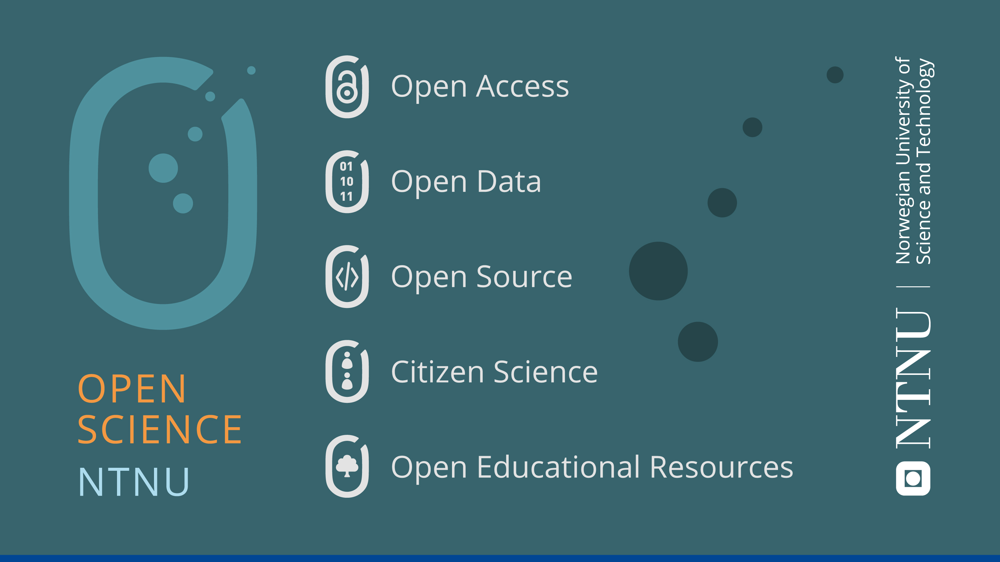 OPEN
SCIENCE
NTNU
Open Access
01
10
11
Open Data
</>
Open Source
Citizen Science
Open Educational Resources
NTNU
Norwegian University of
Science and Technology